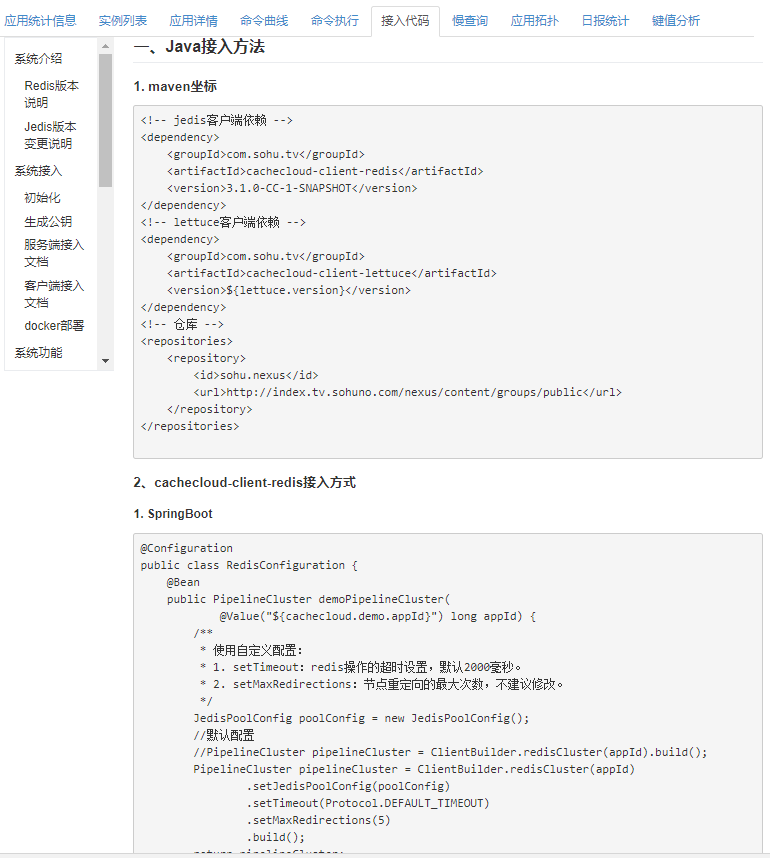 应用统计信息 实例列表 应用详情 命令曲线 命令执行 接入代码 慢查询 应用拓扑 日报统计 键值分析
系统介绍
Redis版本
说明
Jedis版本
变更说明
系统接入
初始化
生成公钥
服务端接入
文档
客户端接入
文档
docker部署
系统功能
一、Java接入方法
1. maven坐标
<!-- jedis客户端依赖 -->
<dependency>
    <groupId>com.sohu.tv</groupId>
    <artifactId>cachecloud-client-redis</artifactId>
    <version>3.1.0-CC-1-SNAPSHOT</version>
</dependency>
<!-- lettuce客户端依赖 -->
<dependency>
    <groupId>com.sohu.tv</groupId>
    <artifactId>cachecloud-client-lettuce</artifactId>
    <version>${lettuce.version}</version>
</dependency>
<!-- 仓库 -->
<repositories>
    <repository>
        <id>sohu.nexus</id>
        <url>http://index.tv.sohuno.com/nexus/content/groups/public</url>
    </repository>
</repositories>
2、cachecloud-client-redis接入方式
1. SpringBoot
@Configuration
public class RedisConfiguration {
    @Bean
    public PipelineCluster demoPipelineCluster(
            @Value("${cachecloud.demo.appId}") long appId) {
        /**
         * 使用自定义配置：
         * 1. setTimeout：redis操作的超时设置，默认2000毫秒。
         * 2. setMaxRedirections：节点重定向的最大次数，不建议修改。
         */
        JedisPoolConfig poolConfig = new JedisPoolConfig();
        //默认配置
        //PipelineCluster pipelineCluster = ClientBuilder.redisCluster(appId).build();
        PipelineCluster pipelineCluster = ClientBuilder.redisCluster(appId)
                .setJedisPoolConfig(poolConfig)
                .setTimeout(Protocol.DEFAULT_TIMEOUT)
                .setMaxRedirections(5)
                .build();
        return pipelineCluster;